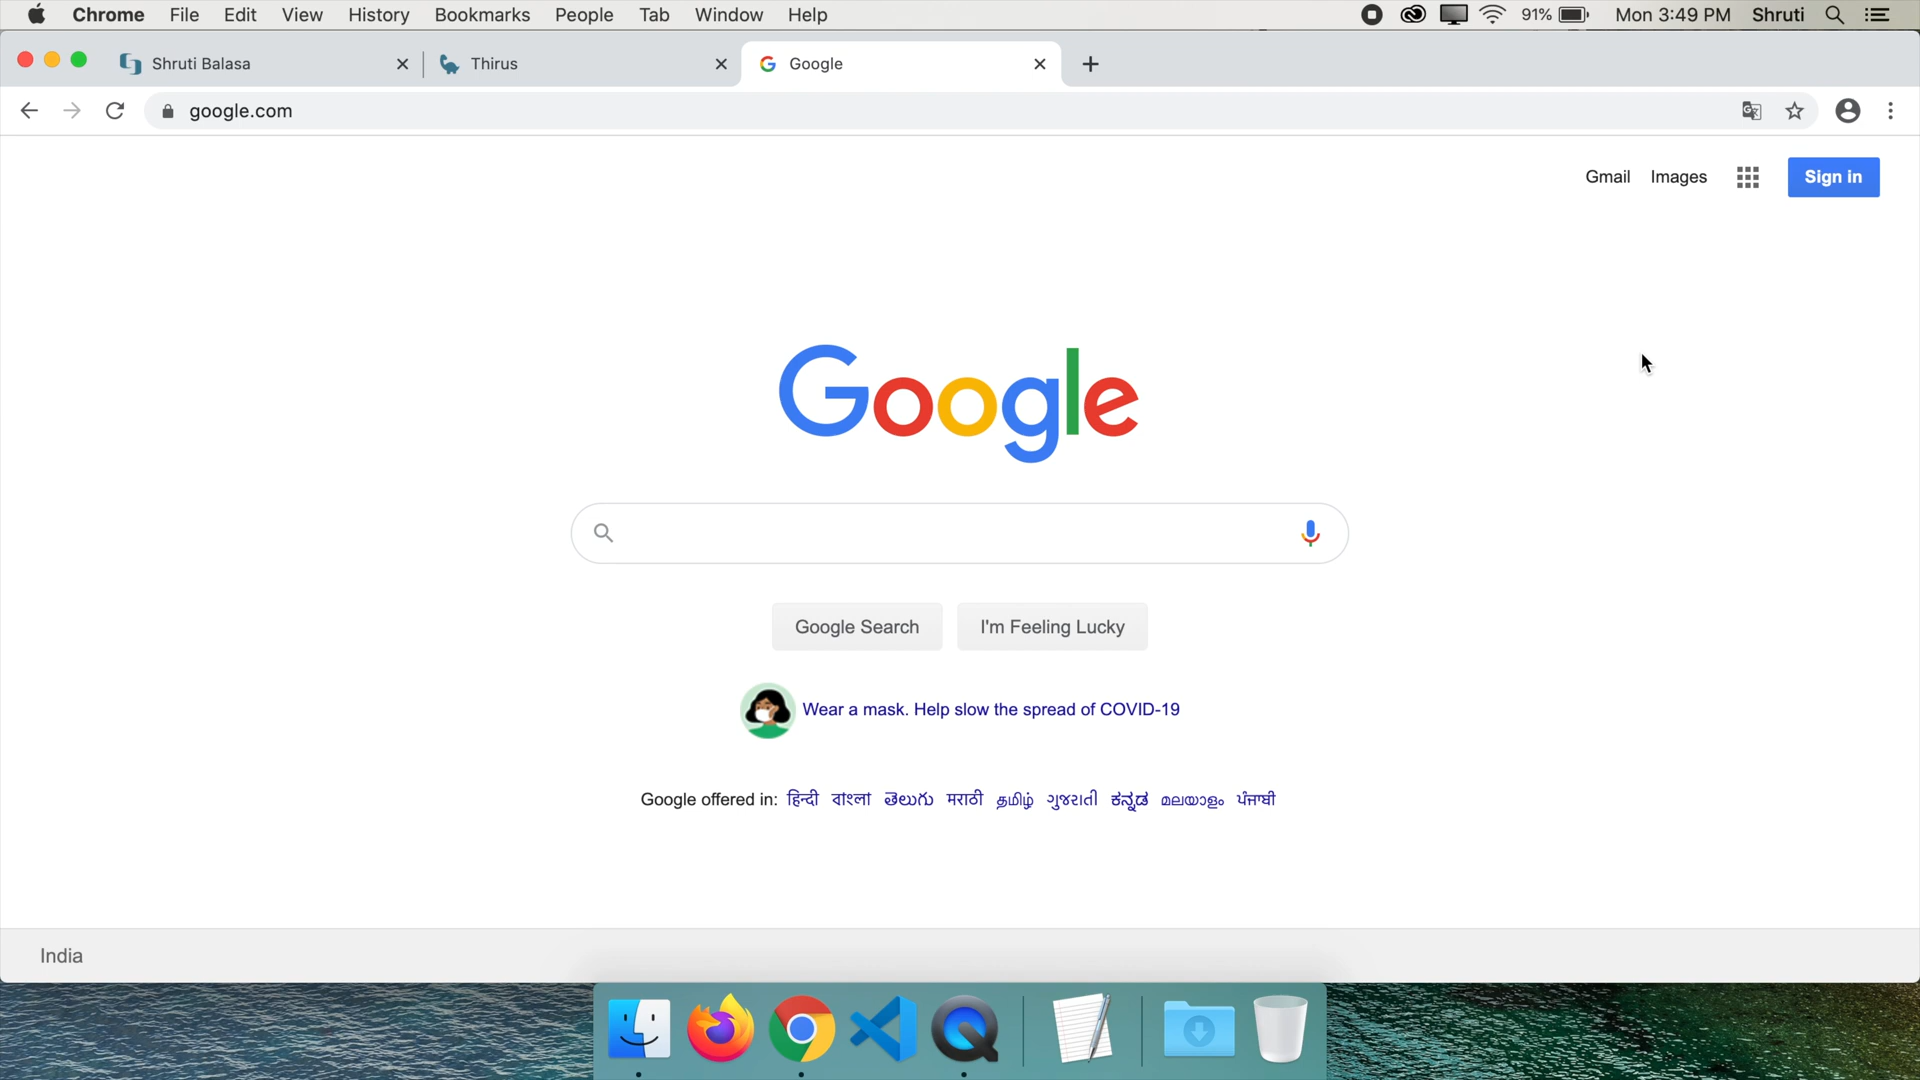 Chrome File Edit View History Bookmarks People Tab Window Help 91% Mon 3:49 PM Shruti
Shruti Balasa Thirus Google
google.com
Gmail Images Sign in
Google
Google Search I'm Feeling Lucky
Wear a mask. Help slow the spread of COVID-19
Google offered in: हिन्दी বাংলা తెలుగు मराठी தமிழ் ગુજરાતી ಕನ್ನಡ മലയാളം ਪੰਜਾਬੀ
India